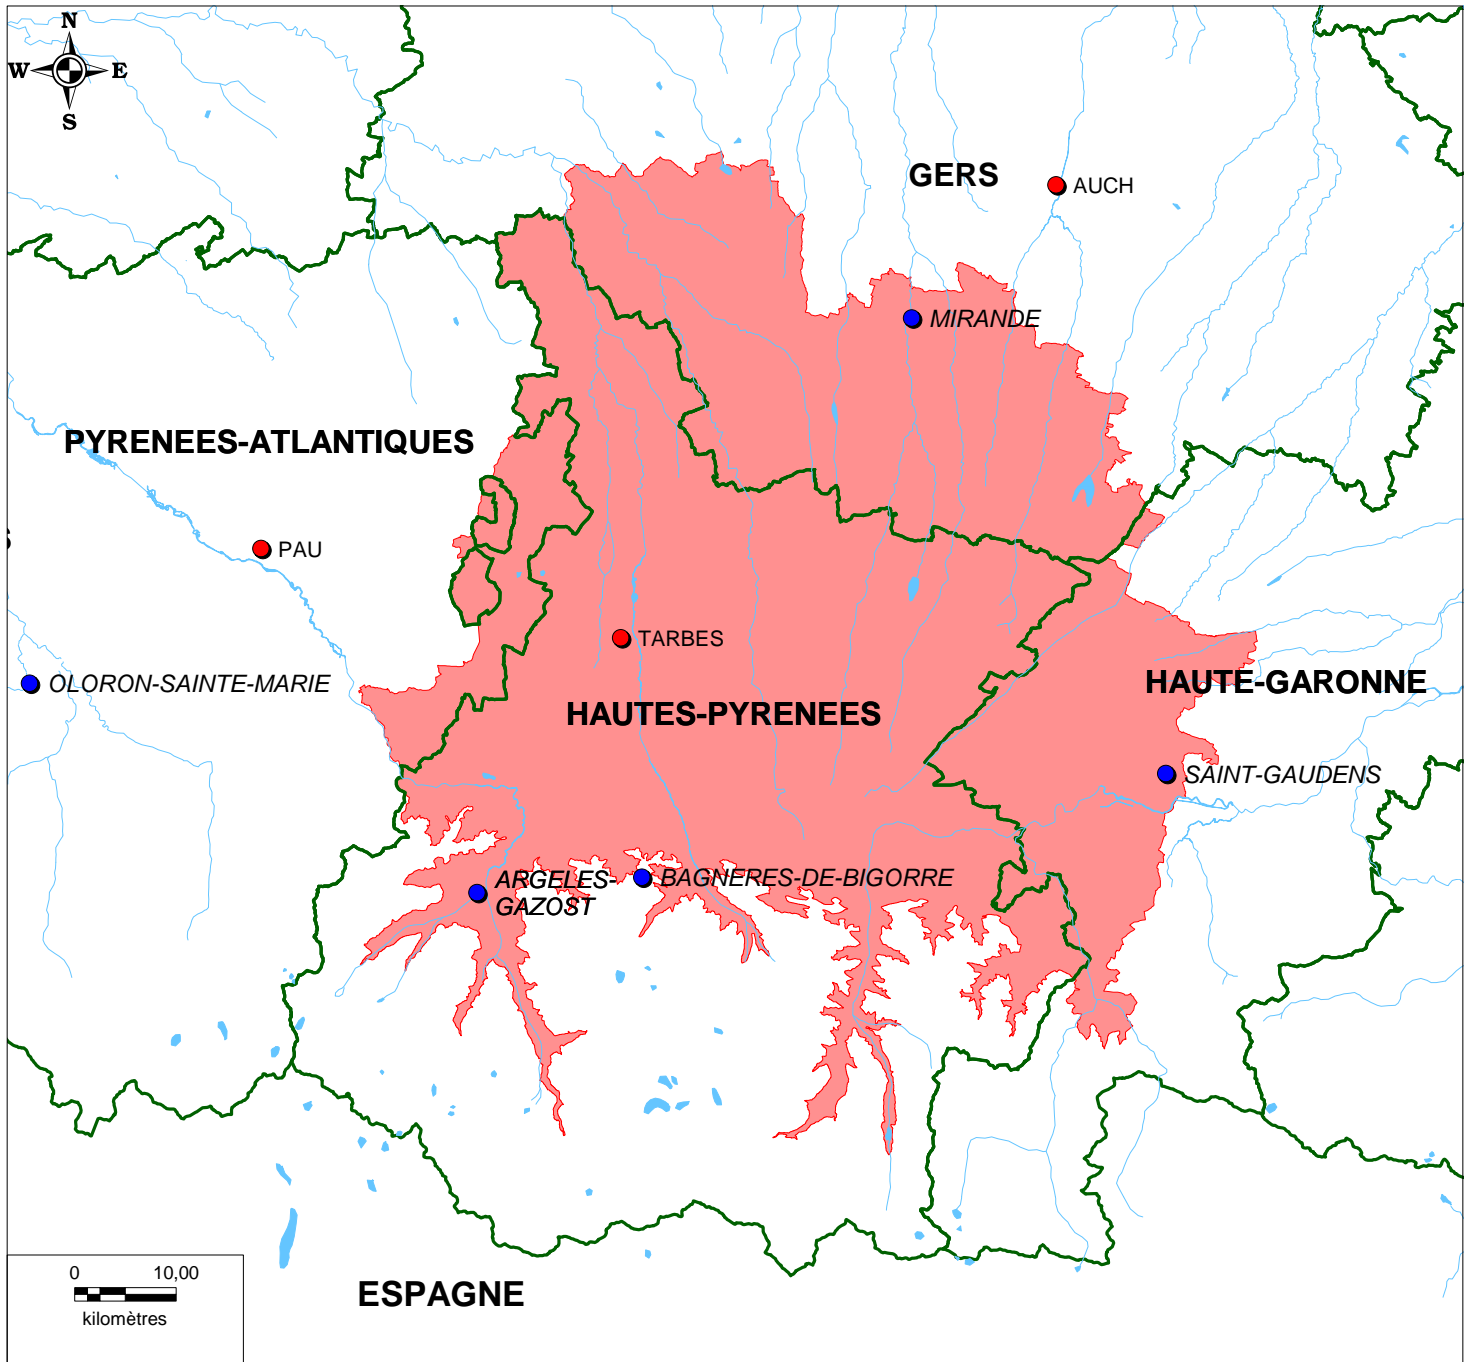 N
W E
S
GERS
AUCH
MIRANDE
PYRENEES-ATLANTIQUES
S
PAU
TARBES
OLORON-SAINTE-MARIE
HAUTE-GARONNE
HAUTES-PYRENEES
SAINT-GAUDENS
ARGELES-
GAZOST
BAGNERES-DE-BIGORRE
0 10,00
kilomètres
ESPAGNE